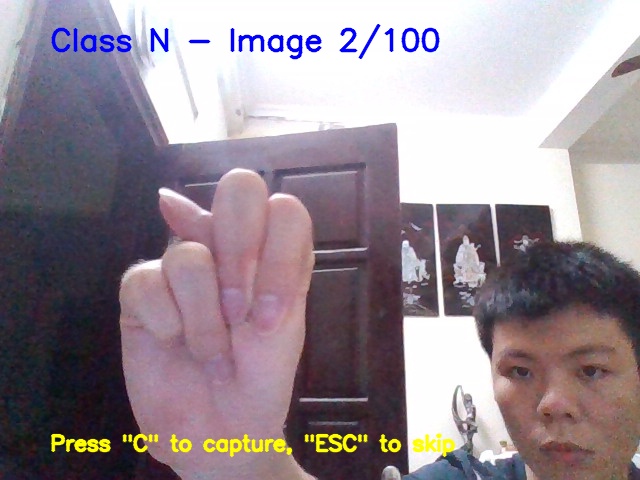 Class N - Image 2/100
Press "C" to capture, "ESC" to skip